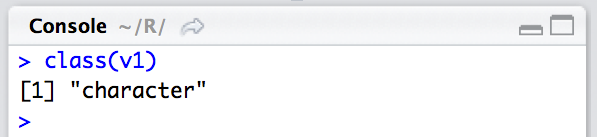 Console ~/R/
> class(v1)
[1] "character"
>